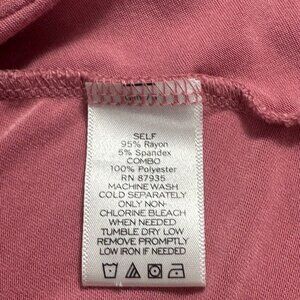 SELF
95% Rayon
5% Spandex
COMBO
100% Polyester
RN 87935
MACHINE WASH
COLD SEPARATELY
ONLY NON-
CHLORINE BLEACH
WHEN NEEDED
TUMBLE DRY LOW
REMOVE PROMPTLY
LOW IRON IF NEEDED